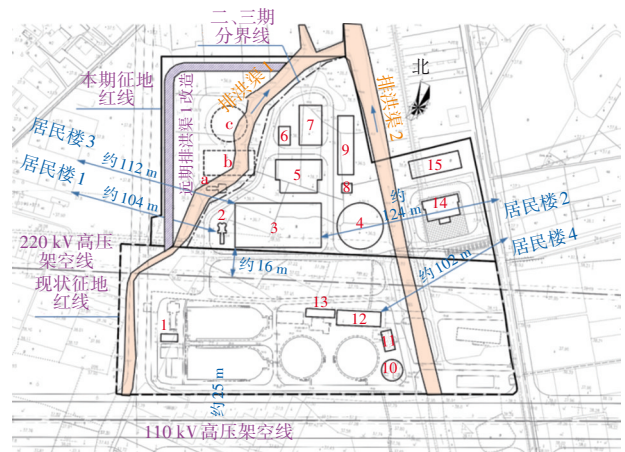 二、三期
分界线
本期征地
红线
近期排洪渠1改造
排洪渠1
北
居民楼3
约112 m
居民楼1
约104 m
c
b
a
6
7
9
5
8
2
3
4
排洪渠2
15
14
约
124 m
居民楼2
居民楼4
约102 m
220 kV高压
架空线
现状征地
红线
约16 m
1
13
12
11
10
约25 m
110 kV高压架空线